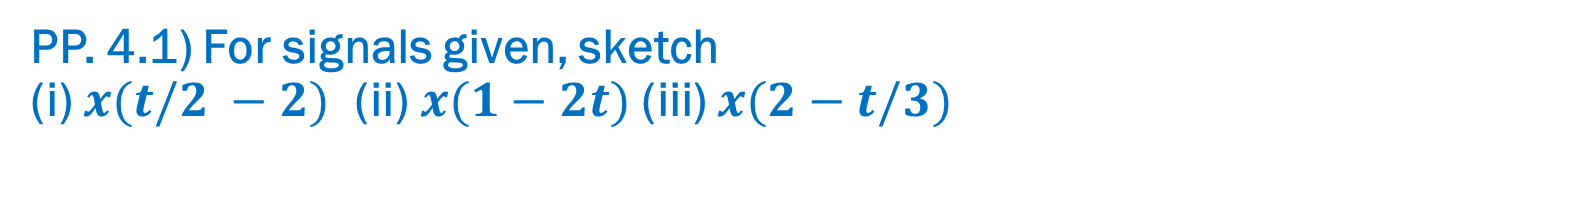 PP. 4.1) For signals given, sketch
(i) x(t/2 − 2) (ii) x(1 − 2t) (iii) x(2 − t/3)